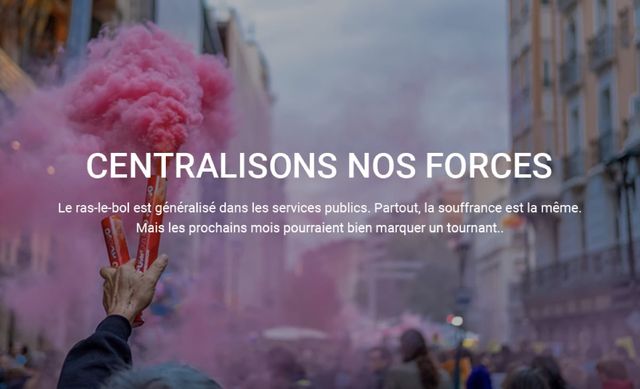 CENTRALISONS NOS FORCES
Le ras-le-bol est généralisé dans les services publics. Partout, la souffrance est la même.
Mais les prochains mois pourraient bien marquer un tournant..